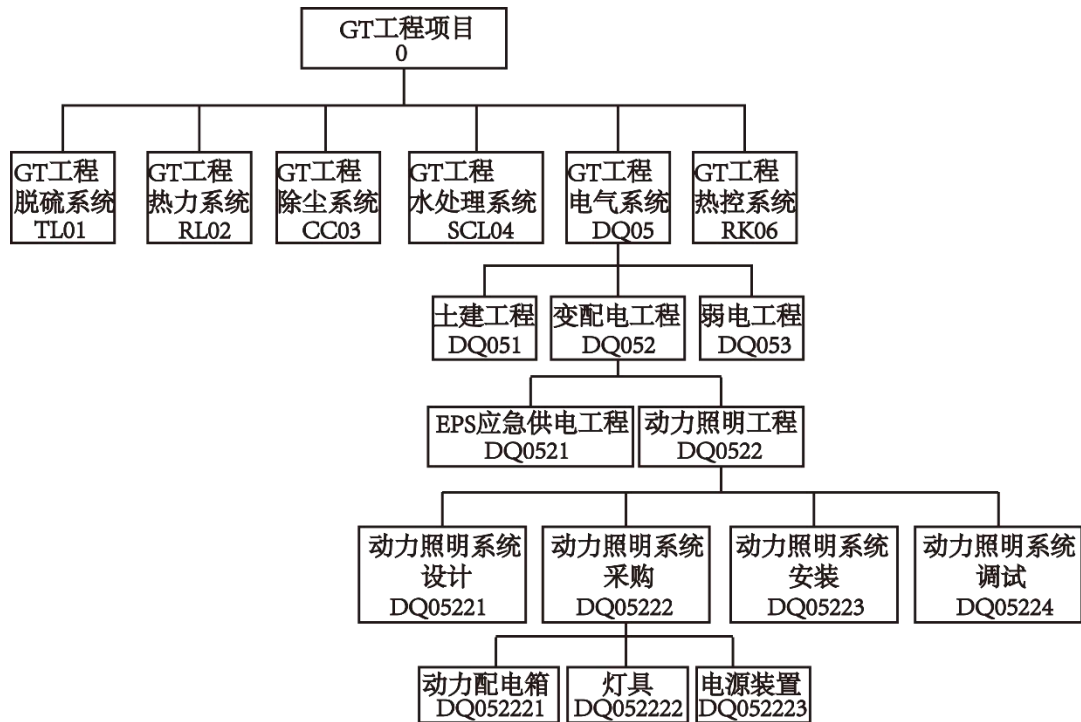 GT工程项目
0
GT工程
脱硫系统
TL01
GT工程
热力系统
RL02
GT工程
除尘系统
CC03
GT工程
水处理系统
SCL04
GT工程
电气系统
DQ05
GT工程
热控系统
RK06
土建工程
DQ051
变配电工程
DQ052
弱电工程
DQ053
EPS应急供电工程
DQ0521
动力照明工程
DQ0522
动力照明系统
设计
DQ05221
动力照明系统
采购
DQ05222
动力照明系统
安装
DQ05223
动力照明系统
调试
DQ05224
动力配电箱
DQ052221
灯具
DQ052222
电源装置
DQ052223